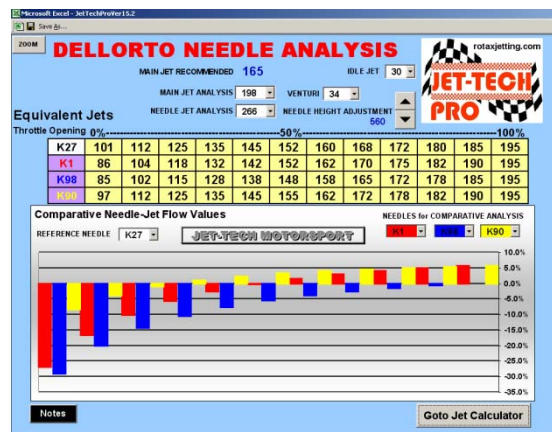 Microsoft Excel - JetTechProVer15.2
Save As...
ZOOM
DELLORTO NEEDLE ANALYSIS
rotaxjetting.com
MAIN JET RECOMMENDED 165 IDLE JET 30
JET-TECH
PRO
MAIN JET ANALYSIS 198 VENTURI 34
Equivalent Jets NEEDLE JET ANALYSIS 266 NEEDLE HEIGHT ADJUSTMENT
560
Throttle Opening 0% 50% 100%
K27 101 112 125 135 145 152 160 168 172 180 185 195
K1 86 104 118 132 142 152 162 170 175 182 190 195
K98 85 102 115 128 138 148 158 165 172 178 185 195
K90 97 112 125 135 145 155 162 172 178 182 190 195
Comparative Needle-Jet Flow Values
NEEDLES for COMPARATIVE ANALYSIS
REFERENCE NEEDLE K27 JET-TECH MOTORSPORT K1 K98 K90
10.0%
5.0%
0.0%
-5.0%
-10.0%
-15.0%
-20.0%
-25.0%
-30.0%
-35.0%
Notes
Goto Jet Calculator